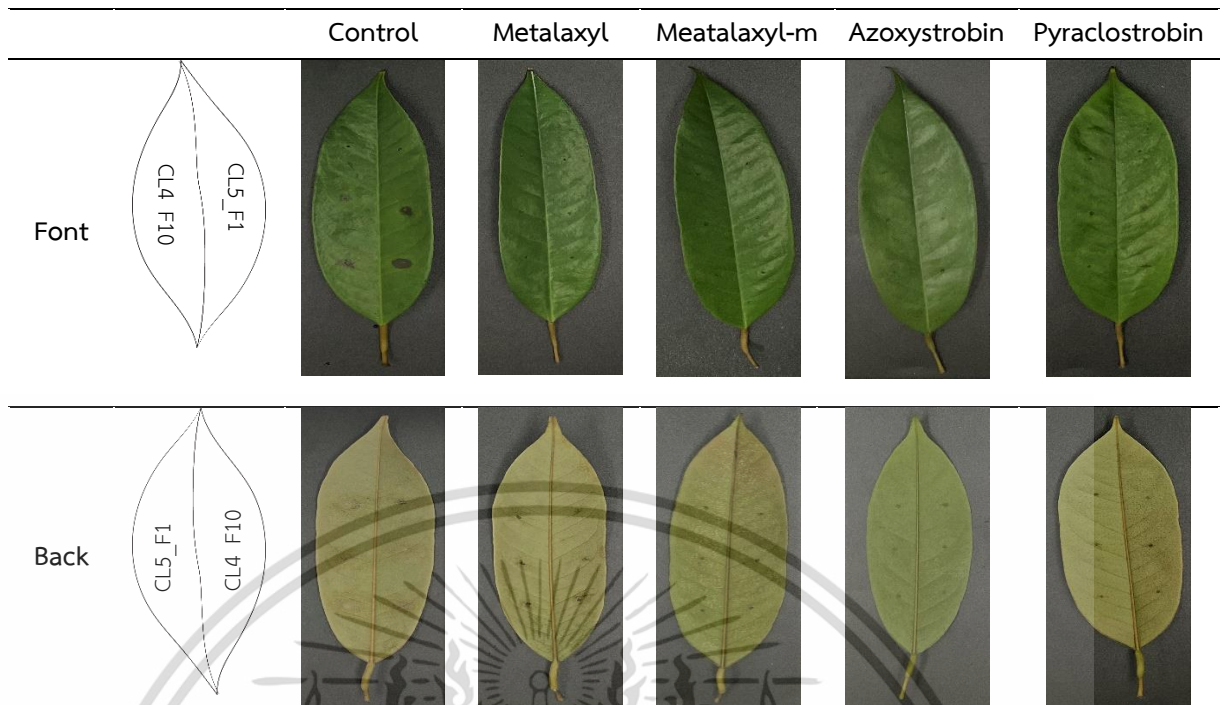 Control Metalaxyl Meatalaxyl-m Azoxystrobin Pyraclostrobin
Font
CL4_F10
CL5_F1
Back
CL5_F1
CL4_F10